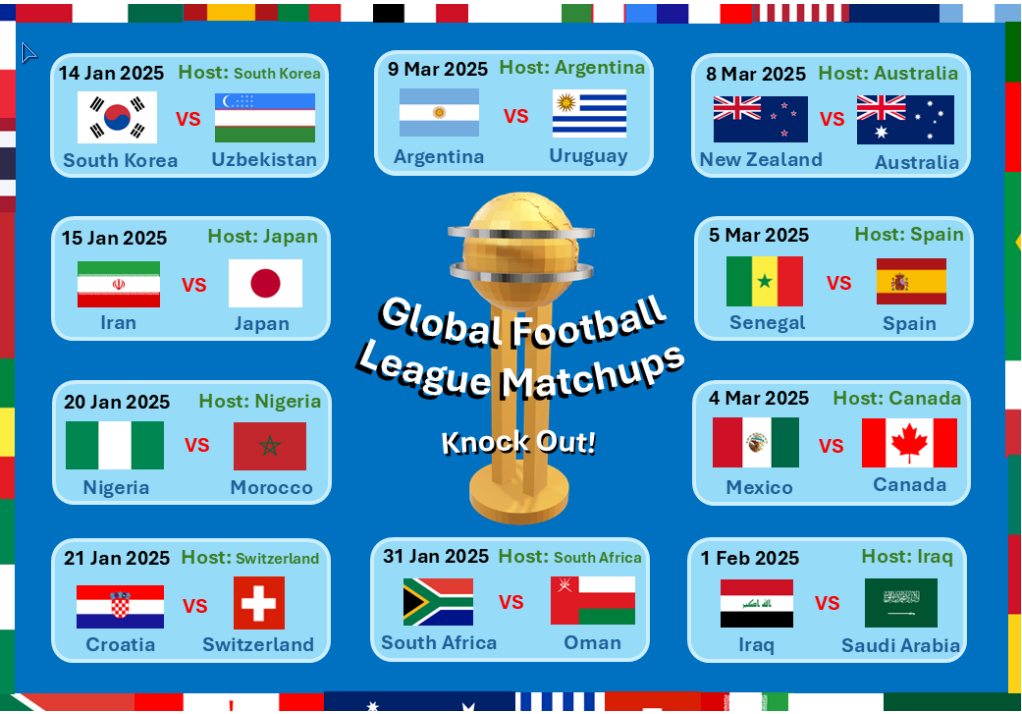 14 Jan 2025 Host: South Korea
VS
South Korea Uzbekistan
9 Mar 2025 Host: Argentina
VS
Argentina Uruguay
8 Mar 2025 Host: Australia
VS
New Zealand Australia
15 Jan 2025 Host: Japan
VS
Iran Japan
Global Football
League Matchups
Knock Out!
5 Mar 2025 Host: Spain
VS
Senegal Spain
20 Jan 2025 Host: Nigeria
VS
Nigeria Morocco
4 Mar 2025 Host: Canada
VS
Mexico Canada
21 Jan 2025 Host: Switzerland
VS
Croatia Switzerland
31 Jan 2025 Host: South Africa
VS
South Africa Oman
1 Feb 2025 Host: Iraq
VS
Iraq Saudi Arabia